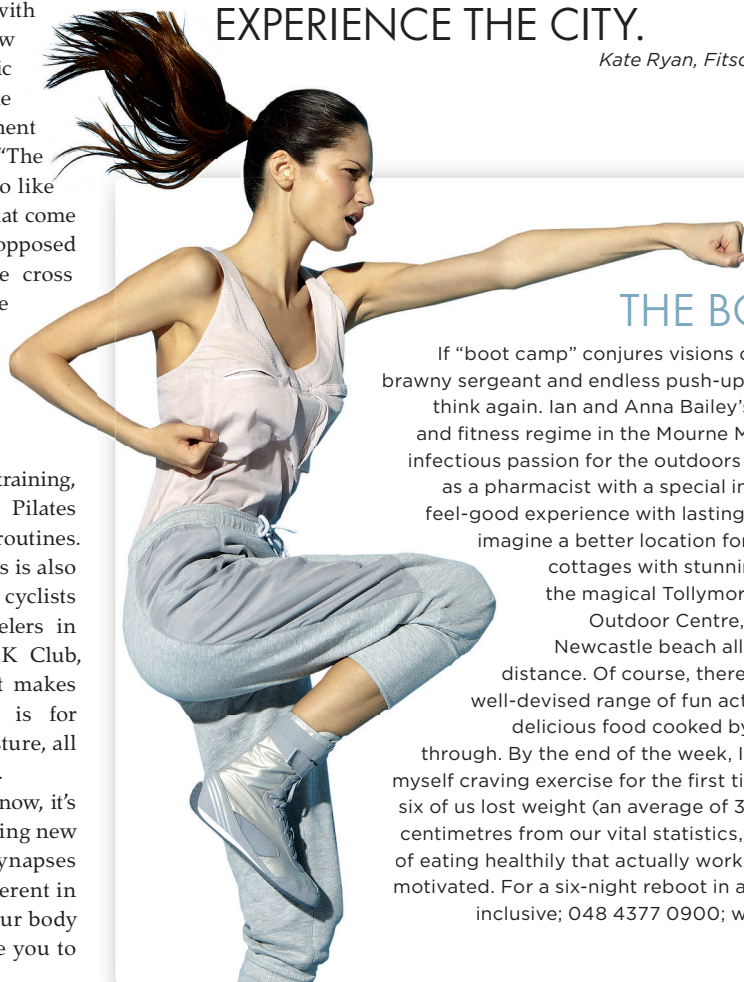 EXPERIENCE THE CITY.
Kate Ryan, Fitsc
with
w
ic
e
nent
“The
o like
at come
opposed
e cross
e
training,
Pilates
routines.
s is also
cyclists
elers in
K Club,
t makes
is for
ture, all
.
now, it’s
ing new
ynapses
erent in
ur body
e you to
THE BO
If “boot camp” conjures visions o
brawny sergeant and endless push-up
think again. Ian and Anna Bailey’s
and fitness regime in the Mourne M
infectious passion for the outdoors
as a pharmacist with a special in
feel-good experience with lasting
imagine a better location for
cottages with stunnin
the magical Tollymor
Outdoor Centre,
Newcastle beach all
distance. Of course, there
well-devised range of fun act
delicious food cooked by
through. By the end of the week, I
myself craving exercise for the first ti
six of us lost weight (an average of 3
centimetres from our vital statistics,
of eating healthily that actually work
motivated. For a six-night reboot in a
inclusive; 048 4377 0900; w